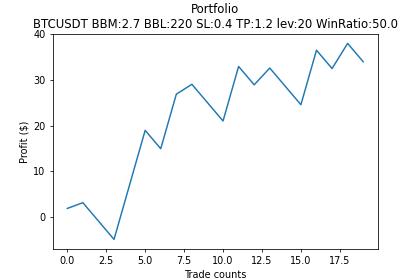 Portfolio
BTCUSDT BBM:2.7 BBL:220 SL:0.4 TP:1.2 lev:20 WinRatio:50.0
40
30
20
10
0
Profit ($)
0.0 2.5 5.0 7.5 10.0 12.5 15.0 17.5
Trade counts